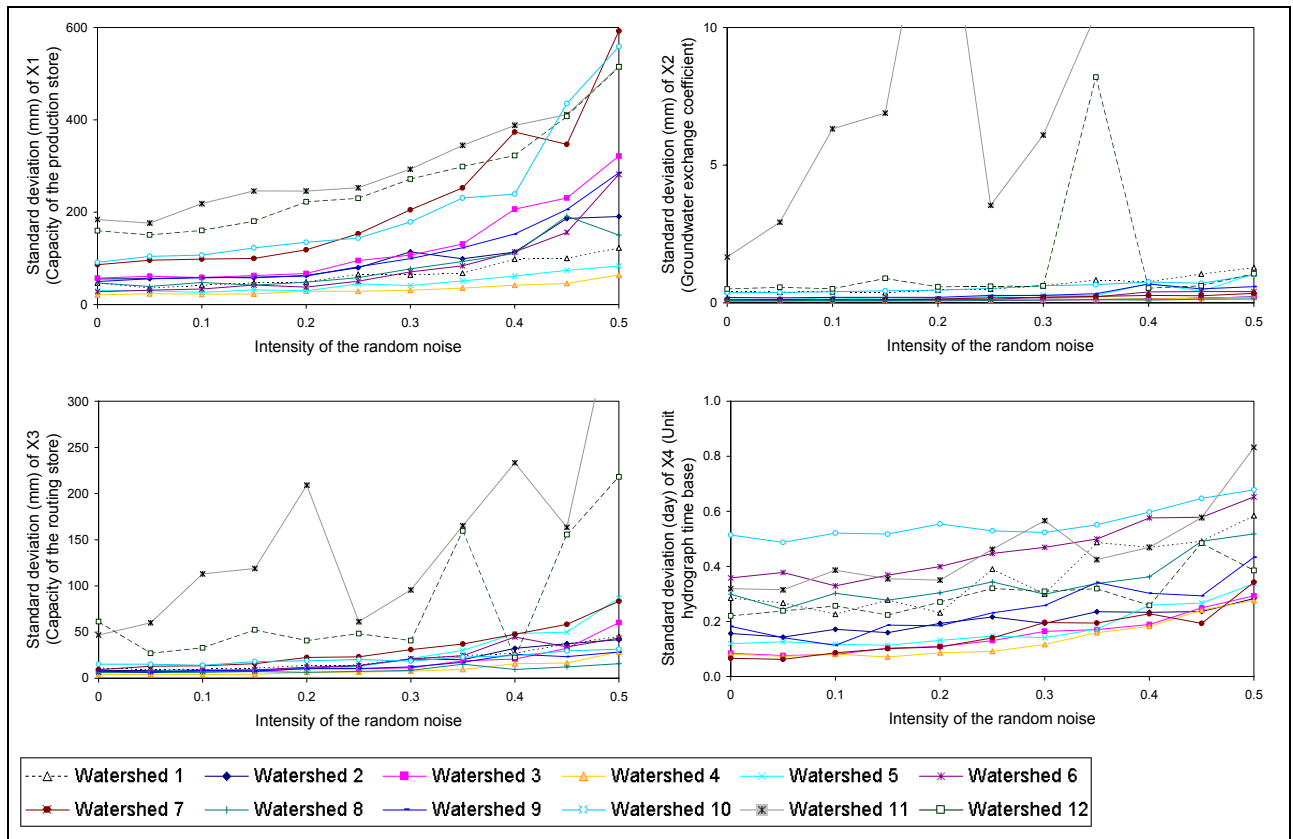 Standard deviation (mm) of X1
(Capacity of the production store)
600
400
200
0
0 0.1 0.2 0.3 0.4 0.5
Intensity of the random noise
Standard deviation (mm) of X2
(Groundwater exchange coefficient)
10
5
0
0 0.1 0.2 0.3 0.4 0.5
Intensity of the random noise
Standard deviation (mm) of X3
(Capacity of the routing store)
300
250
200
150
100
50
0
0 0.1 0.2 0.3 0.4 0.5
Intensity of the random noise
Standard deviation (day) of X4 (Unit
hydrograph time base)
1.0
0.8
0.6
0.4
0.2
0.0
0 0.1 0.2 0.3 0.4 0.5
Intensity of the random noise
Watershed 1 Watershed 2 Watershed 3 Watershed 4 Watershed 5 Watershed 6
Watershed 7 Watershed 8 Watershed 9 Watershed 10 Watershed 11 Watershed 12